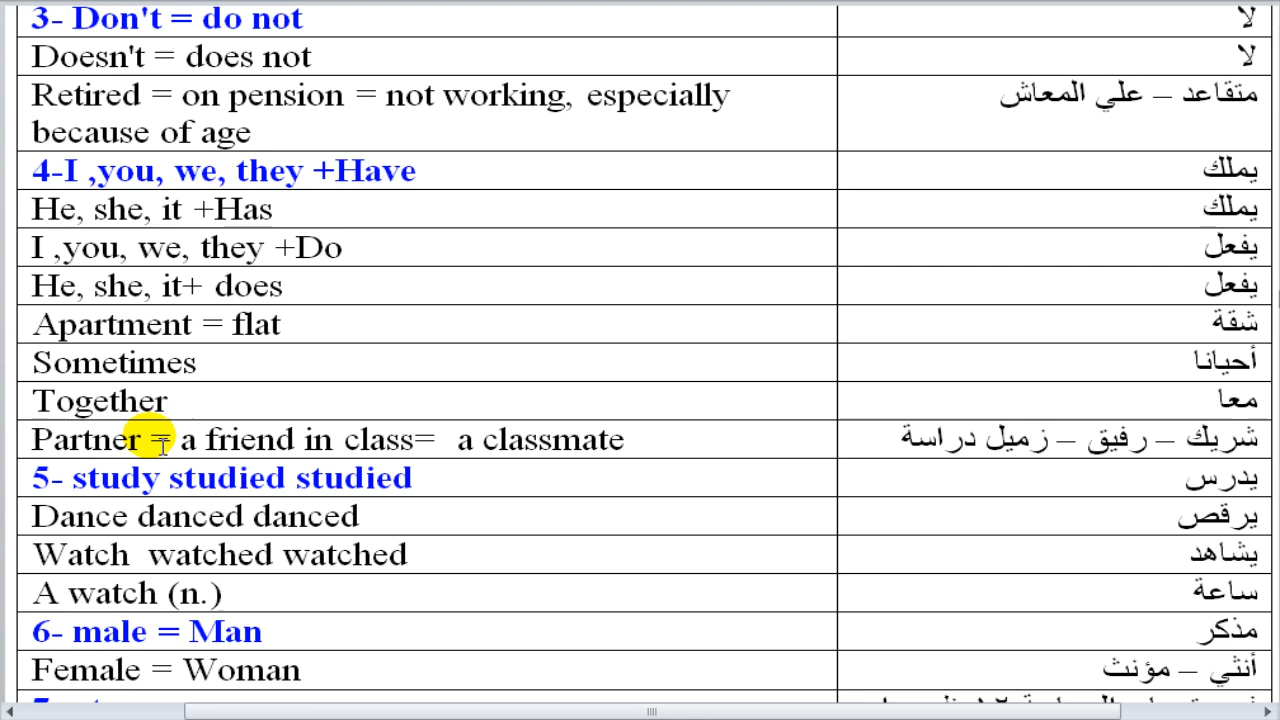 3- Don't = do not لا
Doesn't = does not لا
Retired = on pension = not working, especially متقاعد – علي المعاش
because of age
4-I ,you, we, they +Have يملك
He, she, it +Has يملك
I ,you, we, they +Do يفعل
He, she, it+ does يفعل
Apartment = flat شقة
Sometimes أحيانا
Together معا
Partner = a friend in class= a classmate شريك – رفيق – زميل دراسة
5- study studied studied يدرس
Dance danced danced يرقص
Watch watched watched يشاهد
A watch (n.) ساعة
6- male = Man مذكر
Female = Woman أنثي – مؤنث